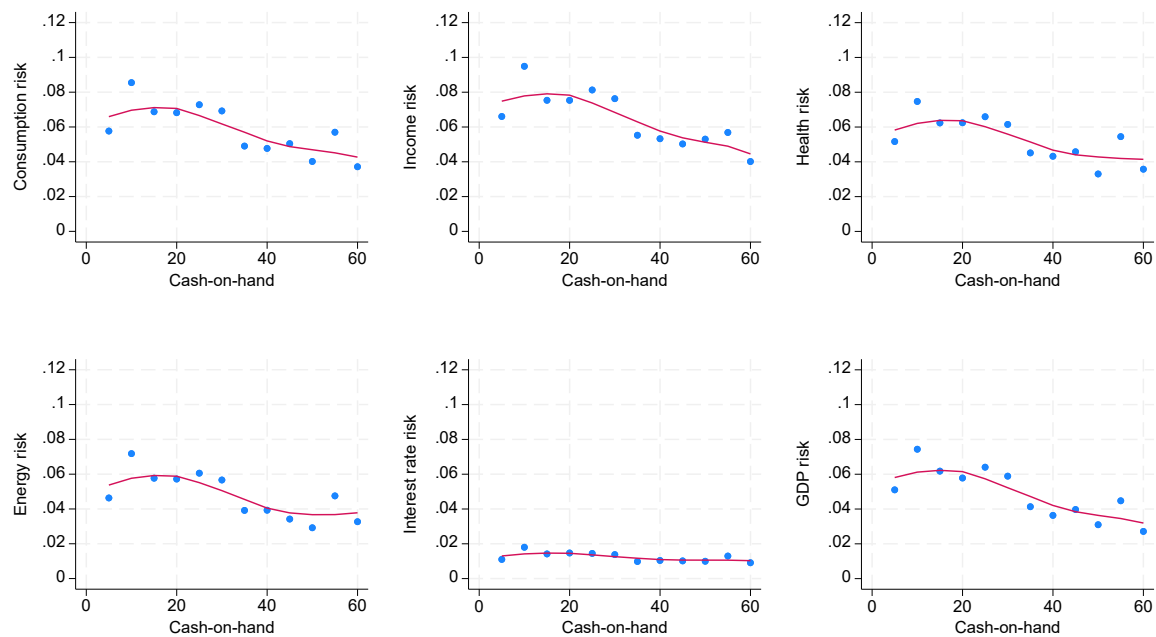 .12
.1
.08
.06
.04
.02
0
Consumption risk
0 20 40 60
Cash-on-hand
.12
.1
.08
.06
.04
.02
0
Income risk
0 20 40 60
Cash-on-hand
.12
.1
.08
.06
.04
.02
0
Health risk
0 20 40 60
Cash-on-hand
.12
.1
.08
.06
.04
.02
0
Energy risk
0 20 40 60
Cash-on-hand
.12
.1
.08
.06
.04
.02
0
Interest rate risk
0 20 40 60
Cash-on-hand
.12
.1
.08
.06
.04
.02
0
GDP risk
0 20 40 60
Cash-on-hand